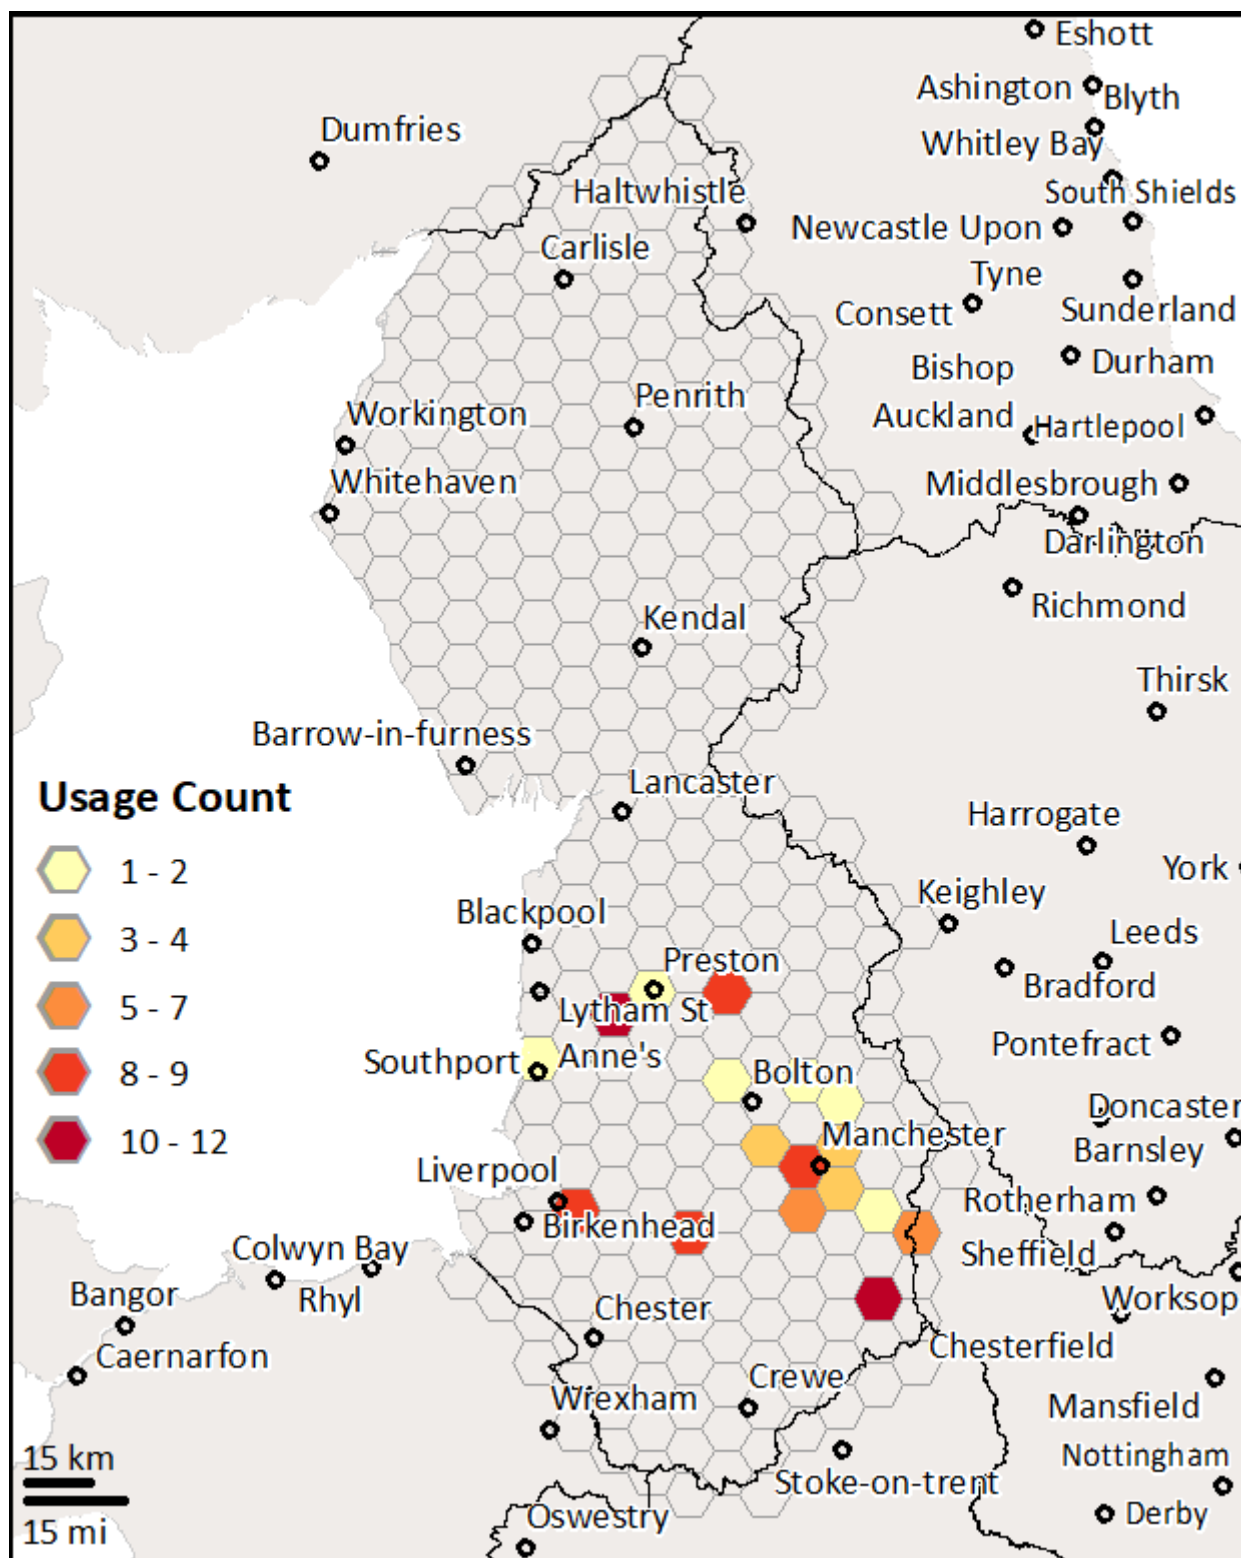 Eshott
Ashington
Blyth
Dumfries
Whitley Bay
Haltwhistle
South Shields
Newcastle Upon
Tyne
Carlisle
Consett
Sunderland
Bishop
Auckland
Durham
Penrith
Workington
Hartlepool
Whitehaven
Middlesbrough
Darlington
Richmond
Kendal
Thirsk
Barrow-in-furness
Lancaster
Usage Count
1 - 2
3 - 4
5 - 7
8 - 9
10 - 12
Harrogate
York
Keighley
Blackpool
Leeds
Preston
Bradford
Lytham St
Anne's
Southport
Pontefract
Bolton
Doncaster
Manchester
Barnsley
Liverpool
Rotherham
Birkenhead
Sheffield
Colwyn Bay
Rhyl
Bangor
Worksop
Chester
Chesterfield
Caernarfon
Crewe
Wrexham
Mansfield
Nottingham
Stoke-on-trent
Derby
Oswestry
15 km
15 mi